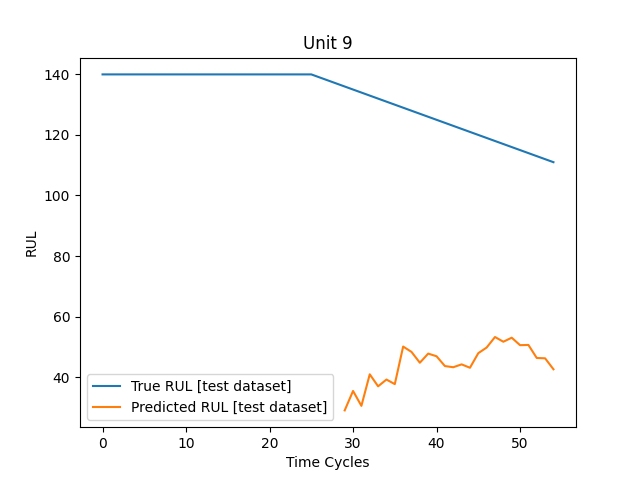 Unit 9
140
120
100
80
60
40
RUL
True RUL [test dataset]
Predicted RUL [test dataset]
0
10
20
30
40
50
Time Cycles